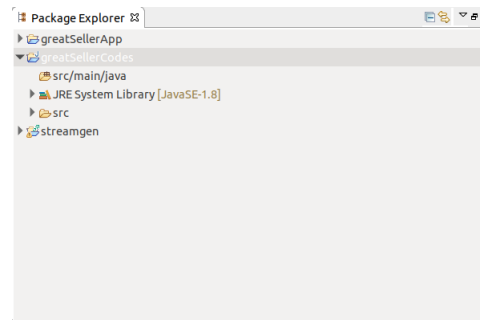 Package Explorer
greatSellerApp
greatSellerCodes
src/main/java
JRE System Library [JavaSE-1.8]
src
streamgen